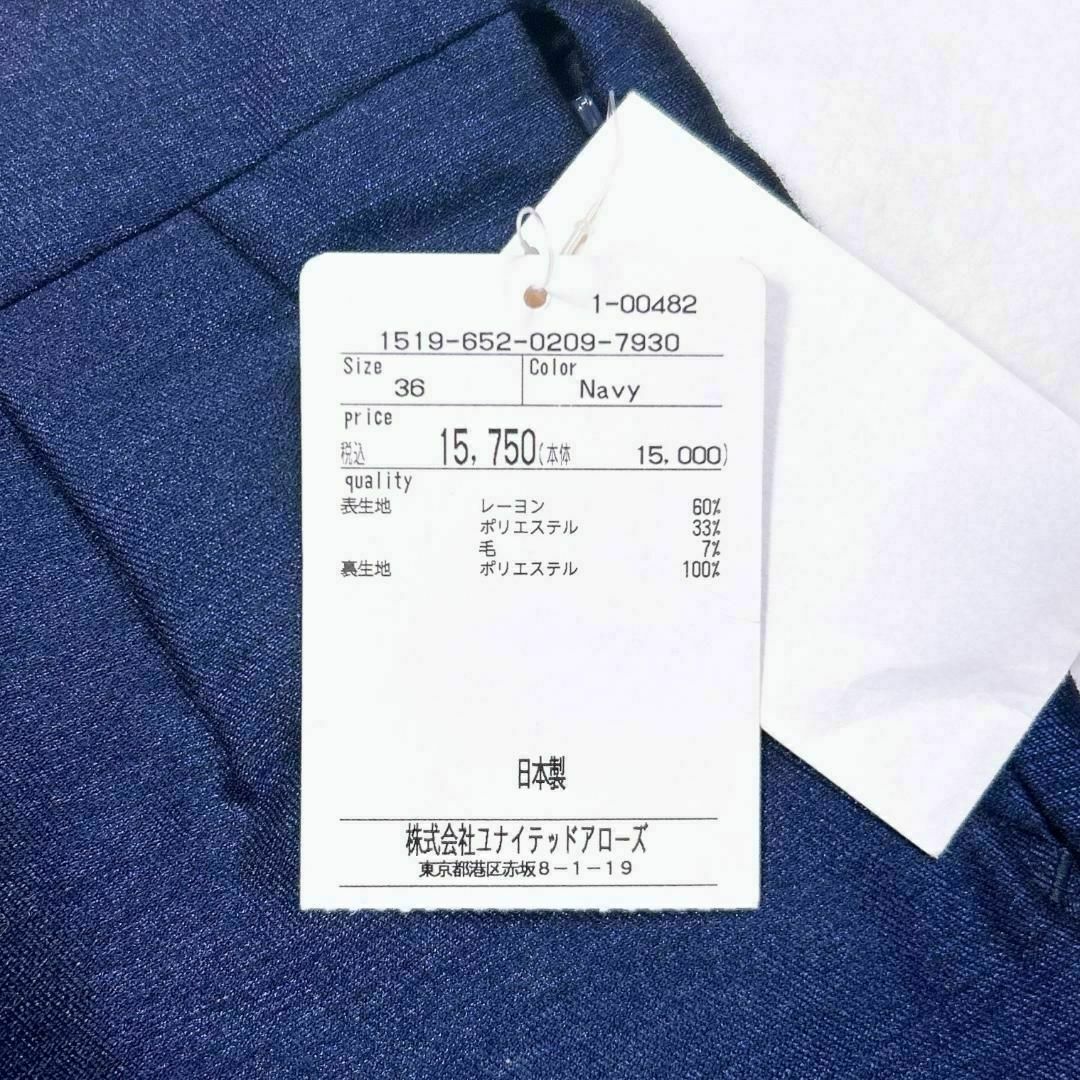 1-00482
1519-652-0209-7930
Size Color
36 Navy
price
税込 15,750(本体 15,000)
quality
表生地 レーヨン 60%
ポリエステル 33%
毛 7%
裏生地 ポリエステル 100%
日本製
株式会社ユナイテッドアローズ
東京都港区赤坂8-1-19